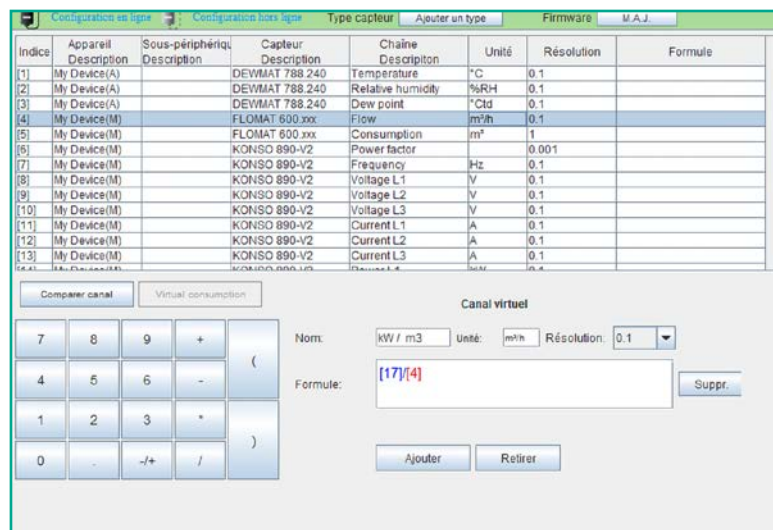 Configuration en ligne Configuration hors ligne Type capteur Ajouter un type Firmware M.A.J.
Indice Appareil Description Sous-périphériqu Description Capteur Description Chaîne Descripiton Unité Résolution Formule
[1] My Device(A) DEWMAT 788.240 Temperature °C 0.1
[2] My Device(A) DEWMAT 788.240 Relative humidity %RH 0.1
[3] My Device(A) DEWMAT 788.240 Dew point °Ctd 0.1
[4] My Device(M) FLOMAT 600.xxx Flow m³/h 0.1
[5] My Device(M) FLOMAT 600.xxx Consumption m³ 1
[6] My Device(M) KONSO 890-V2 Power factor 0.001
[7] My Device(M) KONSO 890-V2 Frequency Hz 0.1
[8] My Device(M) KONSO 890-V2 Voltage L1 V 0.1
[9] My Device(M) KONSO 890-V2 Voltage L2 V 0.1
[10] My Device(M) KONSO 890-V2 Voltage L3 V 0.1
[11] My Device(M) KONSO 890-V2 Current L1 A 0.1
[12] My Device(M) KONSO 890-V2 Current L2 A 0.1
[13] My Device(M) KONSO 890-V2 Current L3 A 0.1
Comparer canal Virtual consumption
Canal virtuel
7 8 9 + (
Nom: kW / m3 Unité: m³/h Résolution: 0.1
4 5 6 -
Formule: [17]/[4] Suppr.
1 2 3 * )
0 . -/+ /
Ajouter Retirer